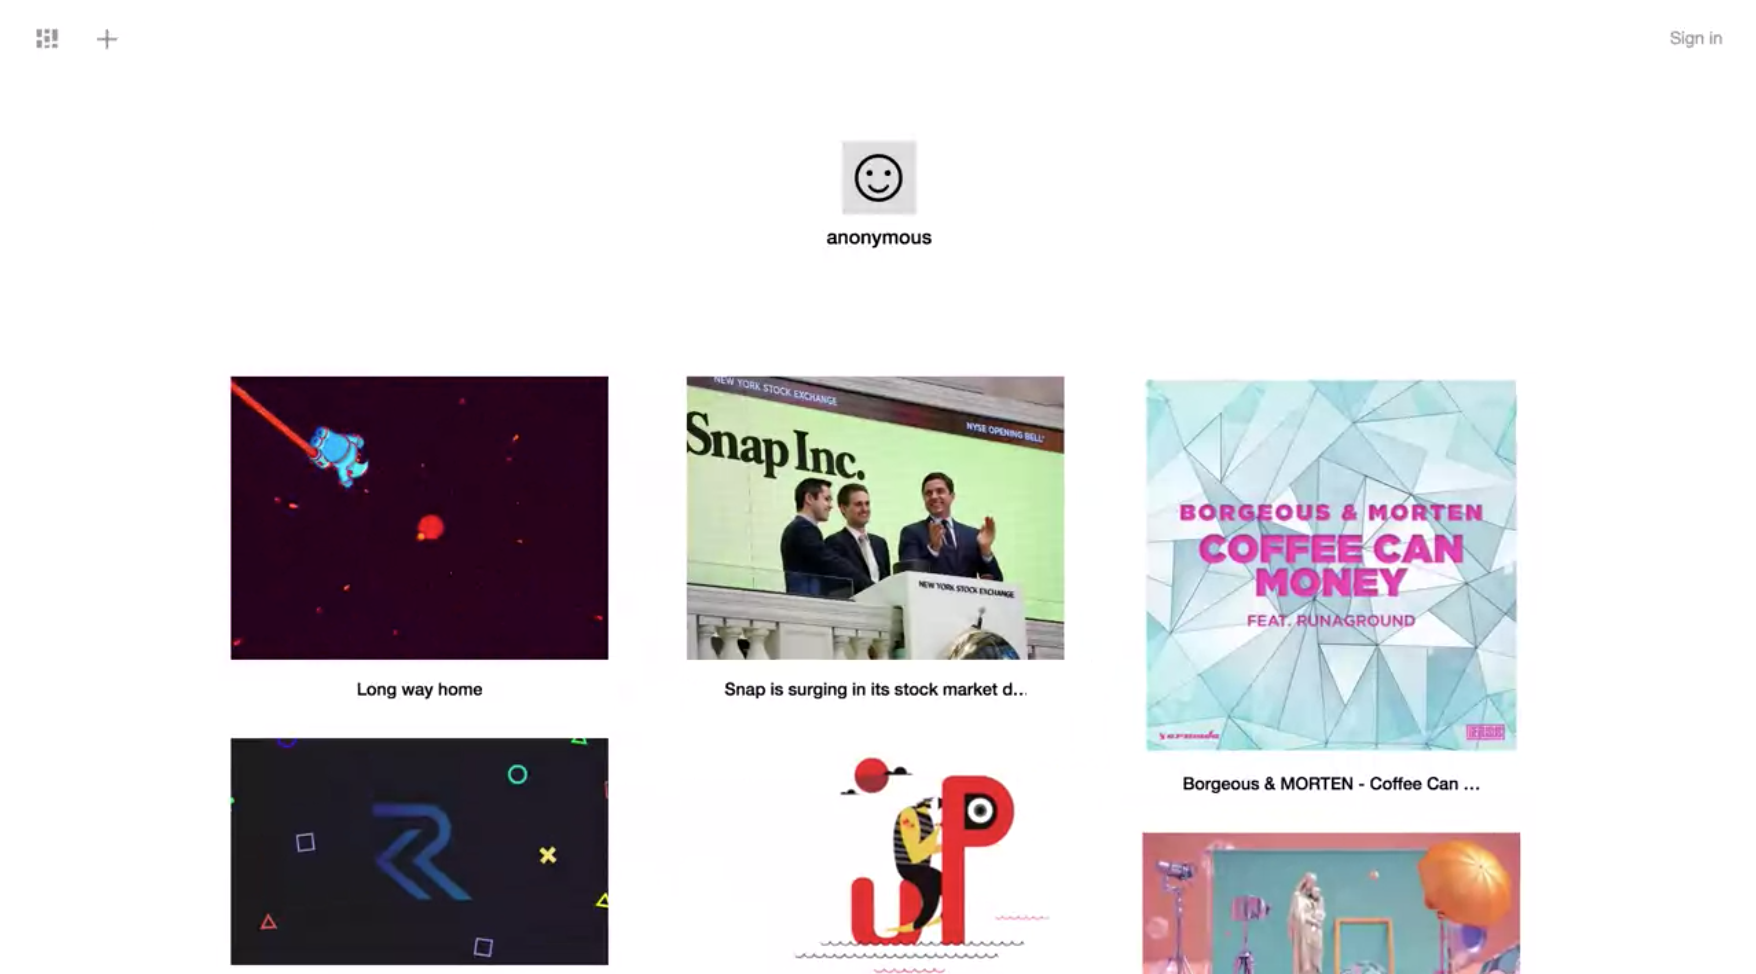 Sign in
anonymous
NEW YORK STOCK EXCHANGE
NYSE OPENING BELL
Snap Inc.
NEW YORK STOCK EXCHANGE
Long way home
Snap is surging in its stock market d...
BORGEOUS & MORTEN
COFFEE CAN
MONEY
FEAT. RUNAGROUND
Borgeous & MORTEN - Coffee Can ...
R
UP